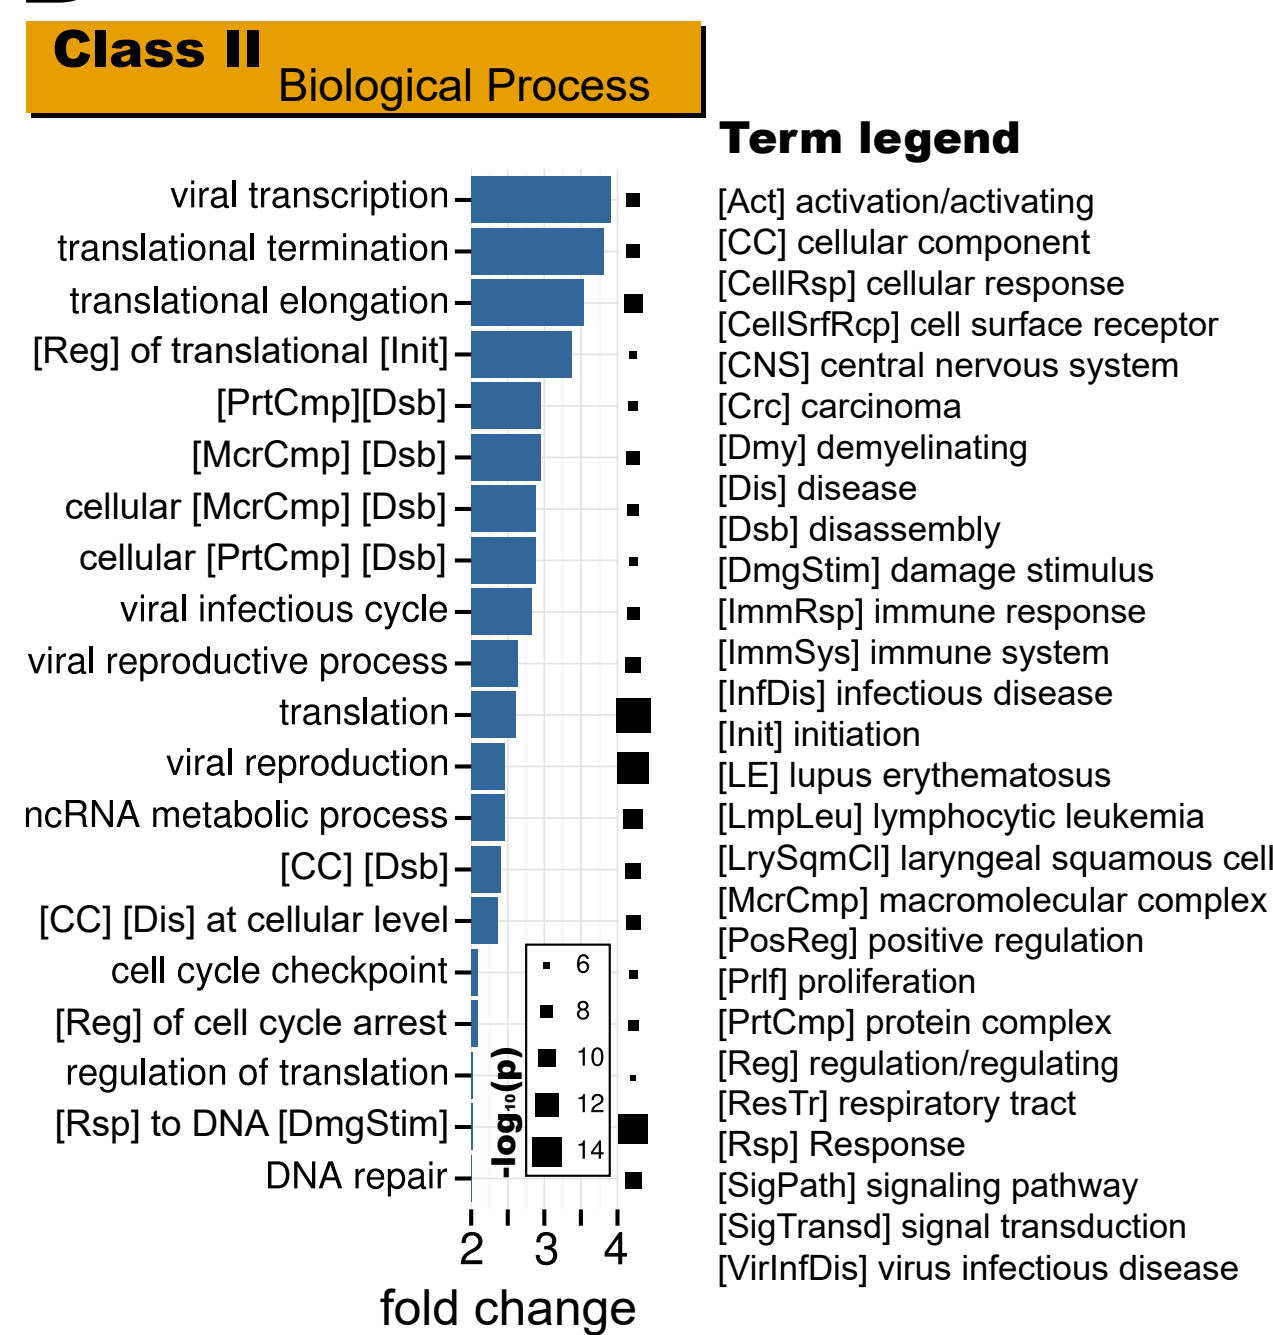 Class II
Biological Process
viral transcription
translational termination
translational elongation
[Reg] of translational [Init]
[PrtCmp][Dsb]
[McrCmp] [Dsb]
cellular [McrCmp] [Dsb]
cellular [PrtCmp] [Dsb]
viral infectious cycle
viral reproductive process
translation
viral reproduction
ncRNA metabolic process
[CC] [Dsb]
[CC] [Dis] at cellular level
cell cycle checkpoint
[Reg] of cell cycle arrest
regulation of translation
[Rsp] to DNA [DmgStim]
DNA repair
2 3 4
fold change
-log₁₀(p)
6
8
10
12
14
Term legend
[Act] activation/activating
[CC] cellular component
[CellRsp] cellular response
[CellSrfRcp] cell surface receptor
[CNS] central nervous system
[Crc] carcinoma
[Dmy] demyelinating
[Dis] disease
[Dsb] disassembly
[DmgStim] damage stimulus
[ImmRsp] immune response
[ImmSys] immune system
[InfDis] infectious disease
[Init] initiation
[LE] lupus erythematosus
[LmpLeu] lymphocytic leukemia
[LrySqmCl] laryngeal squamous cell
[McrCmp] macromolecular complex
[PosReg] positive regulation
[Prlf] proliferation
[PrtCmp] protein complex
[Reg] regulation/regulating
[ResTr] respiratory tract
[Rsp] Response
[SigPath] signaling pathway
[SigTransd] signal transduction
[VirInfDis] virus infectious disease